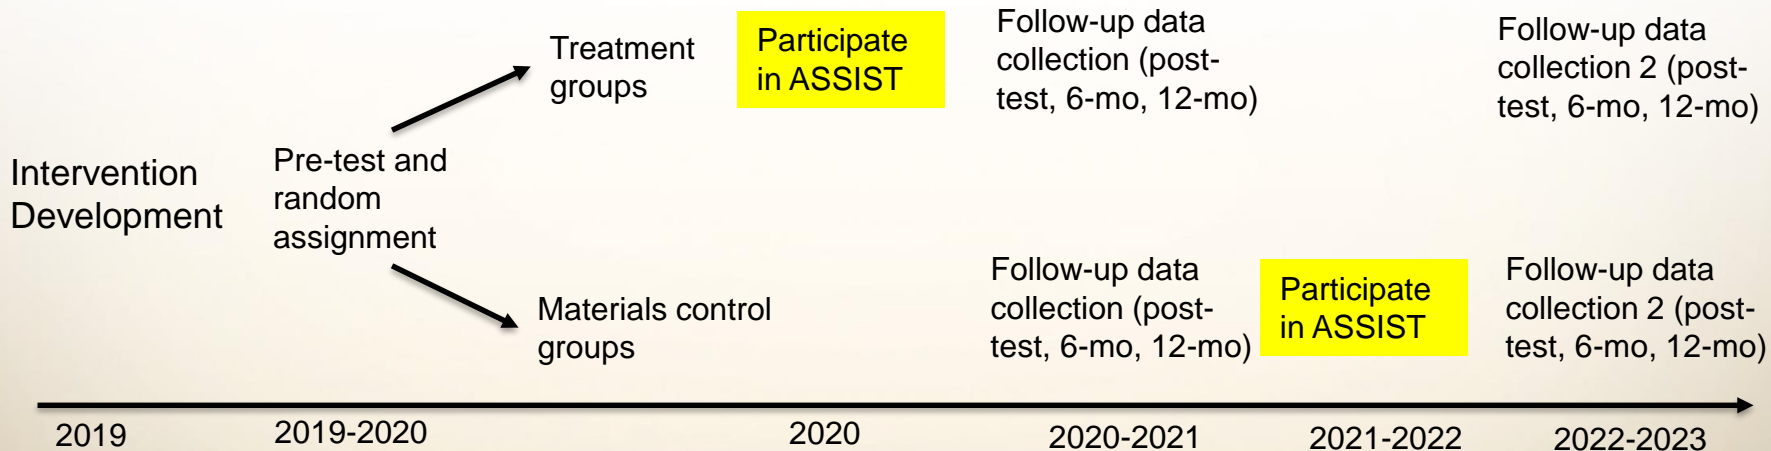 Intervention
Development
Pre-test and
random
assignment
Treatment
groups
Participate
in ASSIST
Follow-up data
collection (post-
test, 6-mo, 12-mo)
Follow-up data
collection 2 (post-
test, 6-mo, 12-mo)
Materials control
groups
Follow-up data
collection (post-
test, 6-mo, 12-mo)
Participate
in ASSIST
Follow-up data
collection 2 (post-
test, 6-mo, 12-mo)
2019
2019-2020
2020
2020-2021
2021-2022
2022-2023